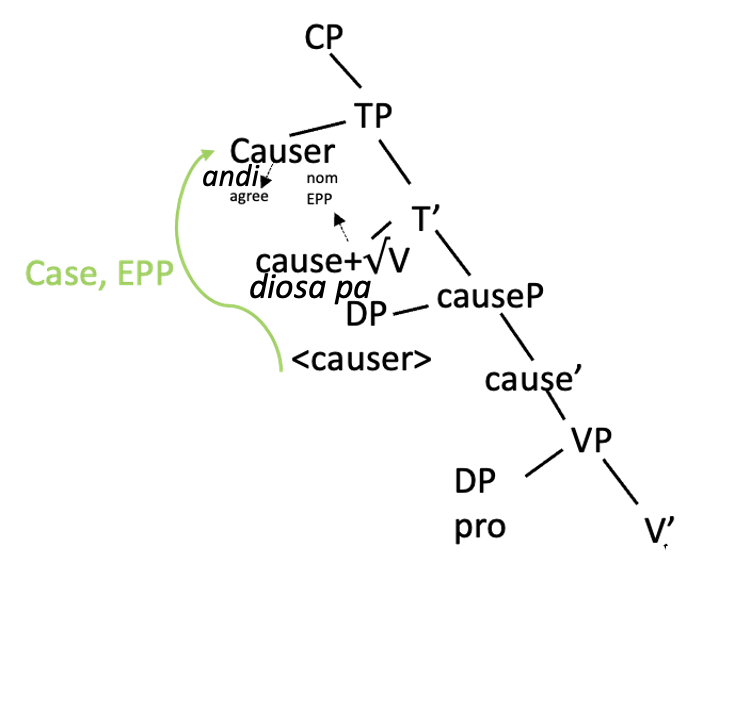 CP
TP
Causer
andi
agree
nom
EPP
T’
cause+√V
diosa pa
Case, EPP
DP
causeP
<causer>
cause’
VP
DP
pro
V’